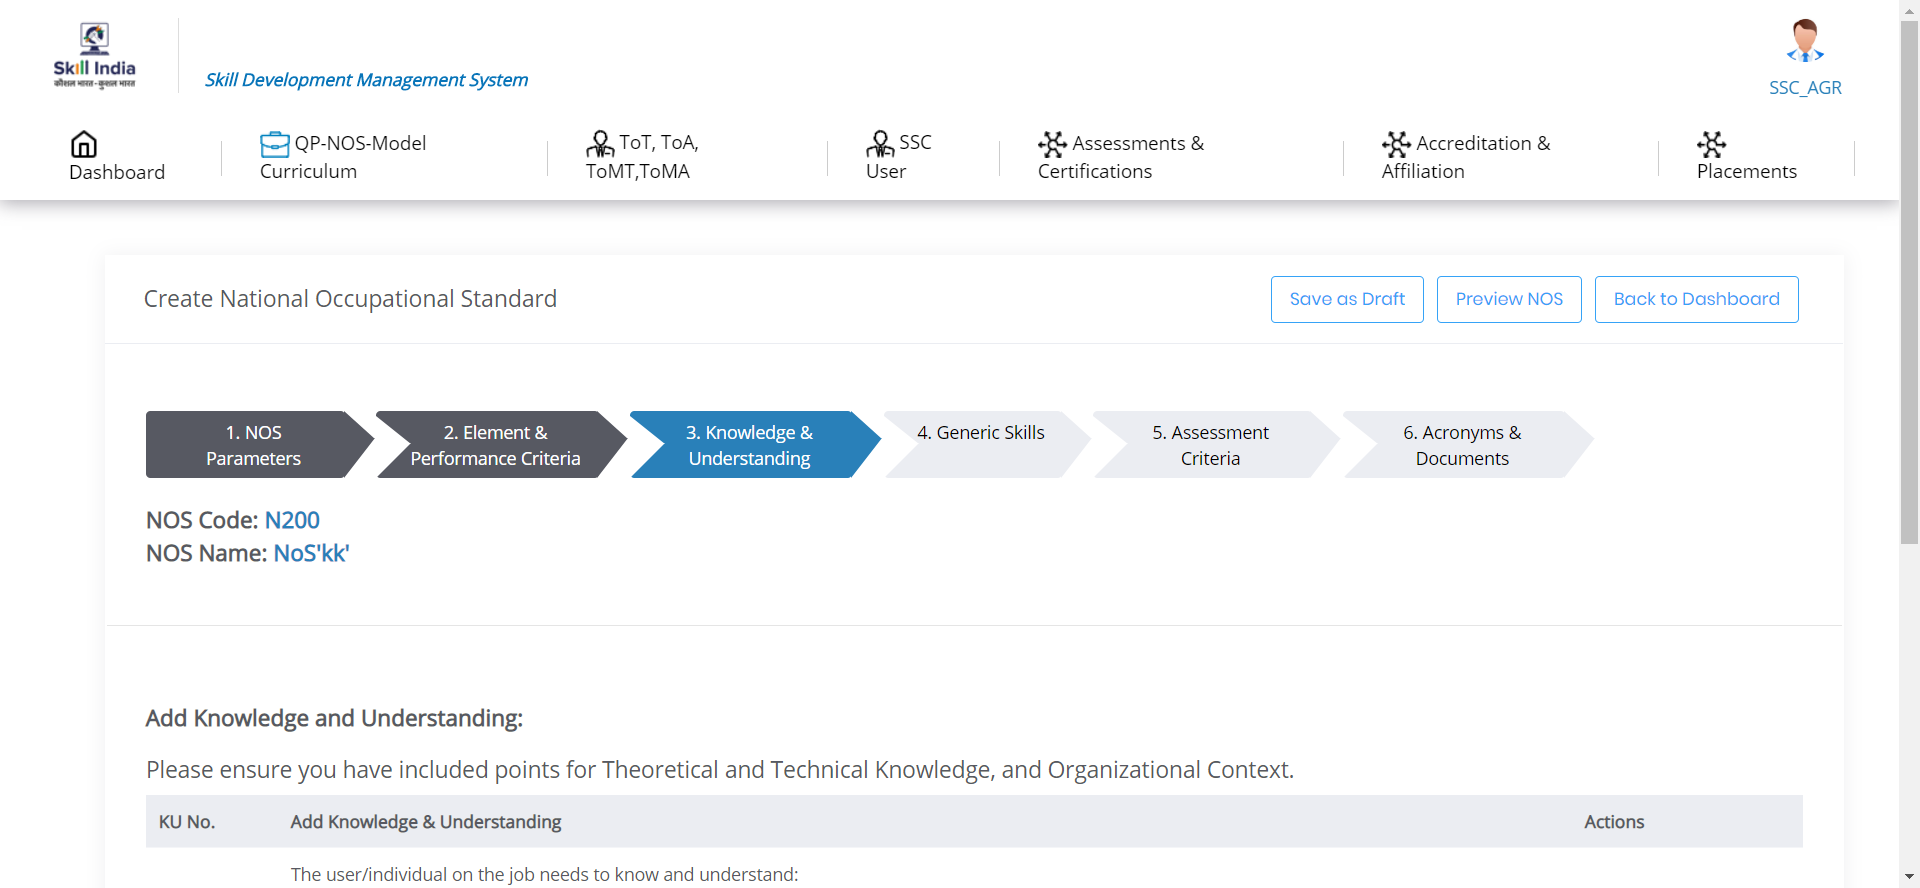 Skill India
कौशल भारत - कुशल भारत
Skill Development Management System
SSC_AGR
Dashboard
QP-NOS-Model
Curriculum
ToT, ToA,
ToMT,ToMA
SSC
User
Assessments &
Certifications
Accreditation &
Affiliation
Placements
Create National Occupational Standard
Save as Draft
Preview NOS
Back to Dashboard
1. NOS
Parameters
2. Element &
Performance Criteria
3. Knowledge &
Understanding
4. Generic Skills
5. Assessment
Criteria
6. Acronyms &
Documents
NOS Code: N200
NOS Name: NoS'kk'
Add Knowledge and Understanding:
Please ensure you have included points for Theoretical and Technical Knowledge, and Organizational Context.
KU No. Add Knowledge & Understanding Actions
The user/individual on the job needs to know and understand: